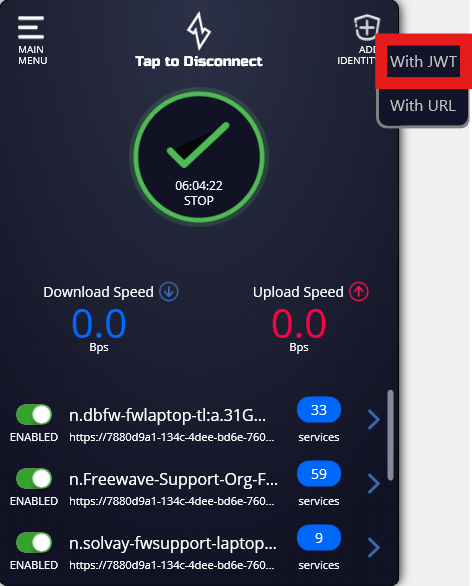 MAIN
MENU
Tap to Disconnect
ADD
IDENTITY
With JWT
With URL
06:04:22
STOP
Download Speed
0.0
Bps
Upload Speed
0.0
Bps
ENABLED
n.dbfw-fwlaptop-tl:a.31G...
https://7880d9a1-134c-4dee-bd6e-760...
33
services
ENABLED
n.Freewave-Support-Org-F...
https://7880d9a1-134c-4dee-bd6e-760...
59
services
ENABLED
n.solvay-fwsupport-laptop...
https://7880d9a1-134c-4dee-bd6e-760...
9
services